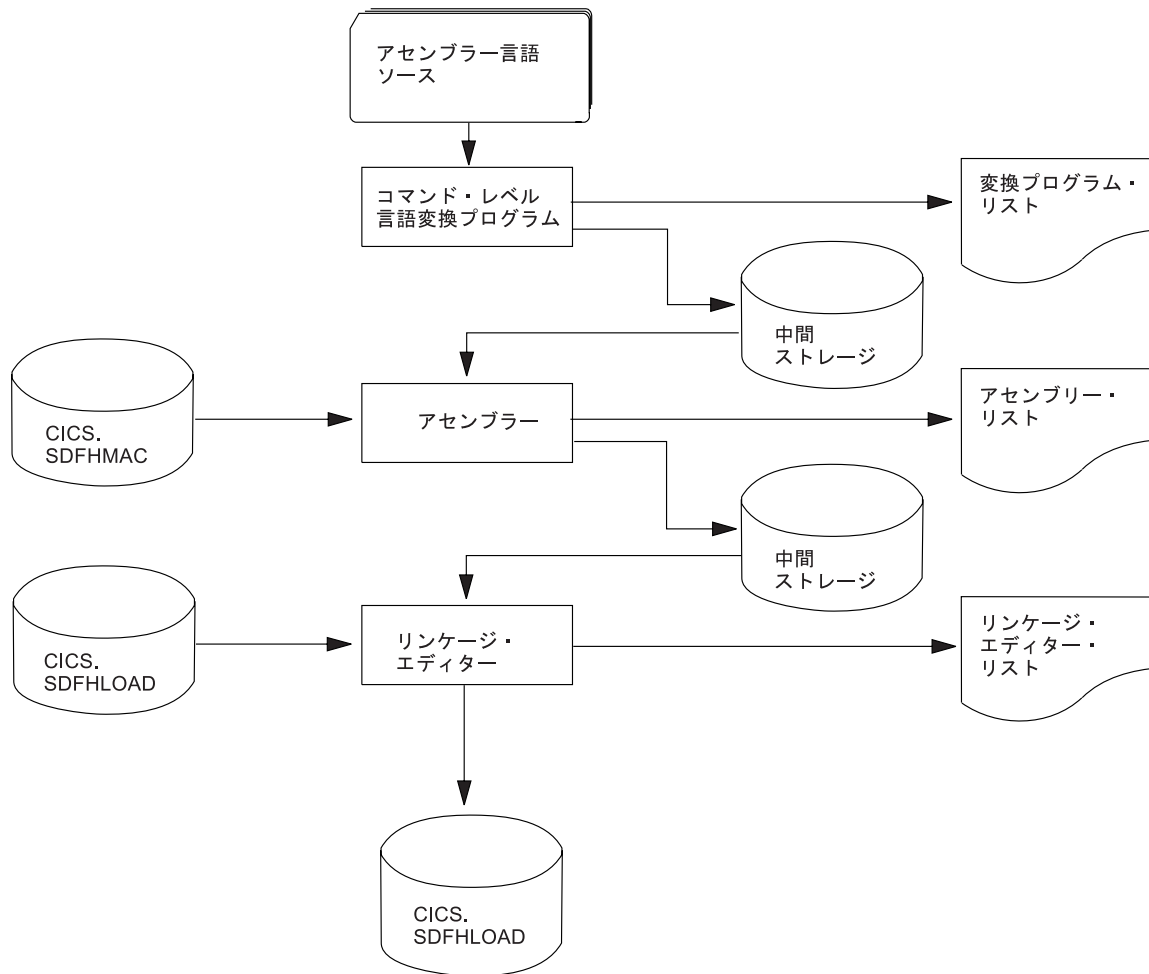 アセンブラー言語
ソース
コマンド・レベル
言語変換プログラム
変換プログラム・
リスト
中間
ストレージ
CICS.
SDFHMAC
アセンブラー
アセンブリー・
リスト
中間
ストレージ
CICS.
SDFHLOAD
リンケージ・
エディター
リンケージ・
エディター・
リスト
CICS.
SDFHLOAD